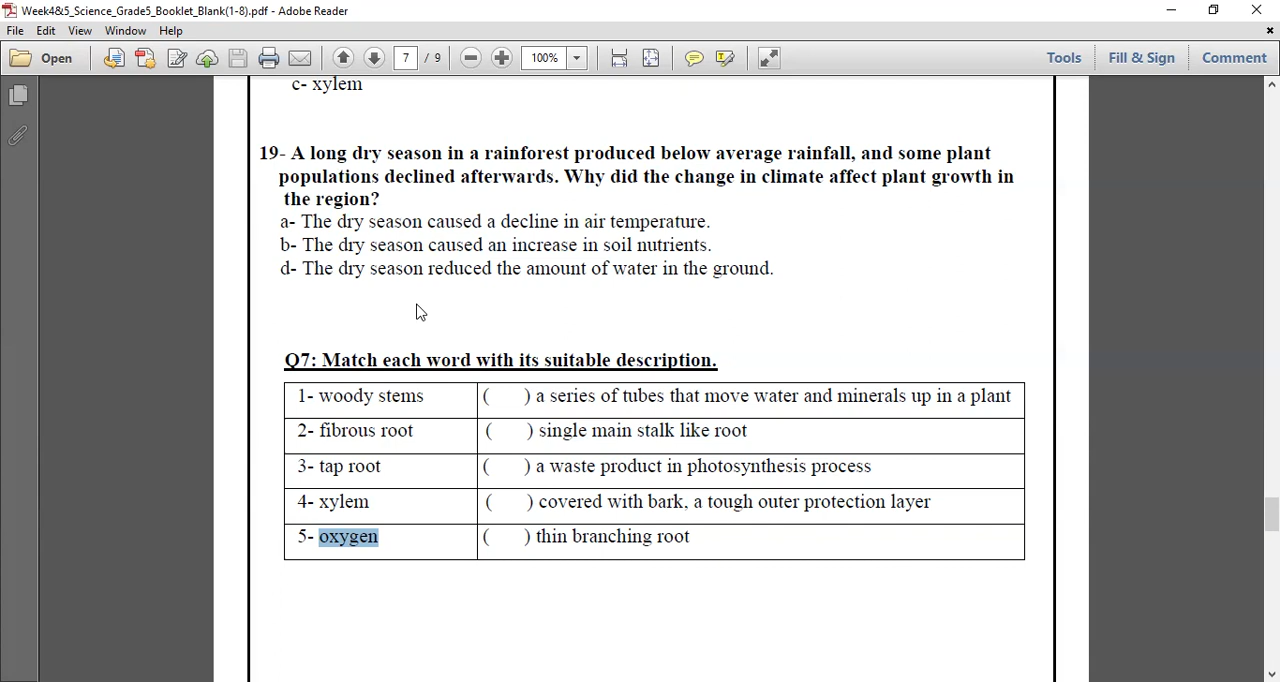 Week4&5_Science_Grade5_Booklet_Blank(1-8).pdf - Adobe Reader
File Edit View Window Help
Open 7 / 9 100% Tools Fill & Sign Comment
c- xylem
19- A long dry season in a rainforest produced below average rainfall, and some plant
populations declined afterwards. Why did the change in climate affect plant growth in
the region?
a- The dry season caused a decline in air temperature.
b- The dry season caused an increase in soil nutrients.
d- The dry season reduced the amount of water in the ground.
Q7: Match each word with its suitable description.
1- woody stems ( ) a series of tubes that move water and minerals up in a plant
2- fibrous root ( ) single main stalk like root
3- tap root ( ) a waste product in photosynthesis process
4- xylem ( ) covered with bark, a tough outer protection layer
5- oxygen ( ) thin branching root